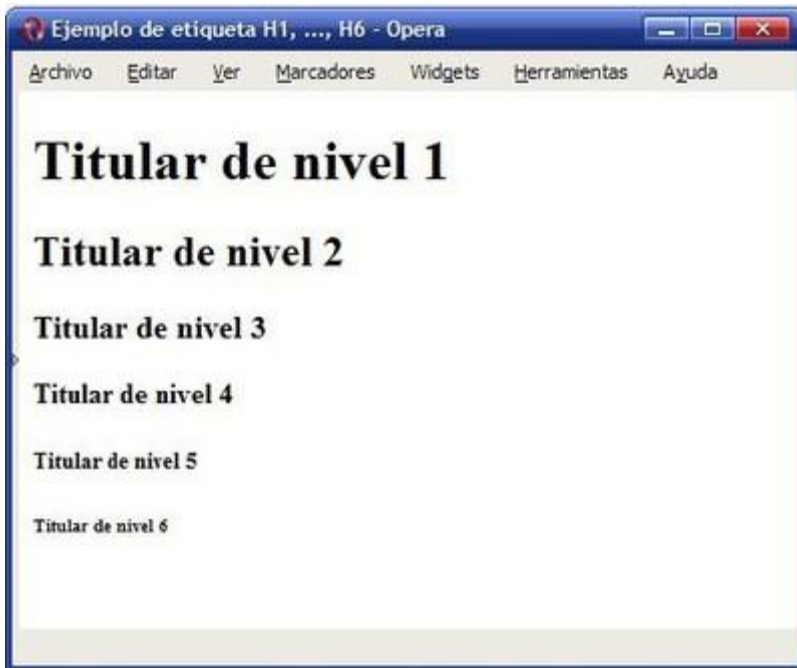 Ejemplo de etiqueta H1, ..., H6 - Opera
Archivo Editar Ver Marcadores Widgets Herramientas Ayuda
Titular de nivel 1
Titular de nivel 2
Titular de nivel 3
Titular de nivel 4
Titular de nivel 5
Titular de nivel 6